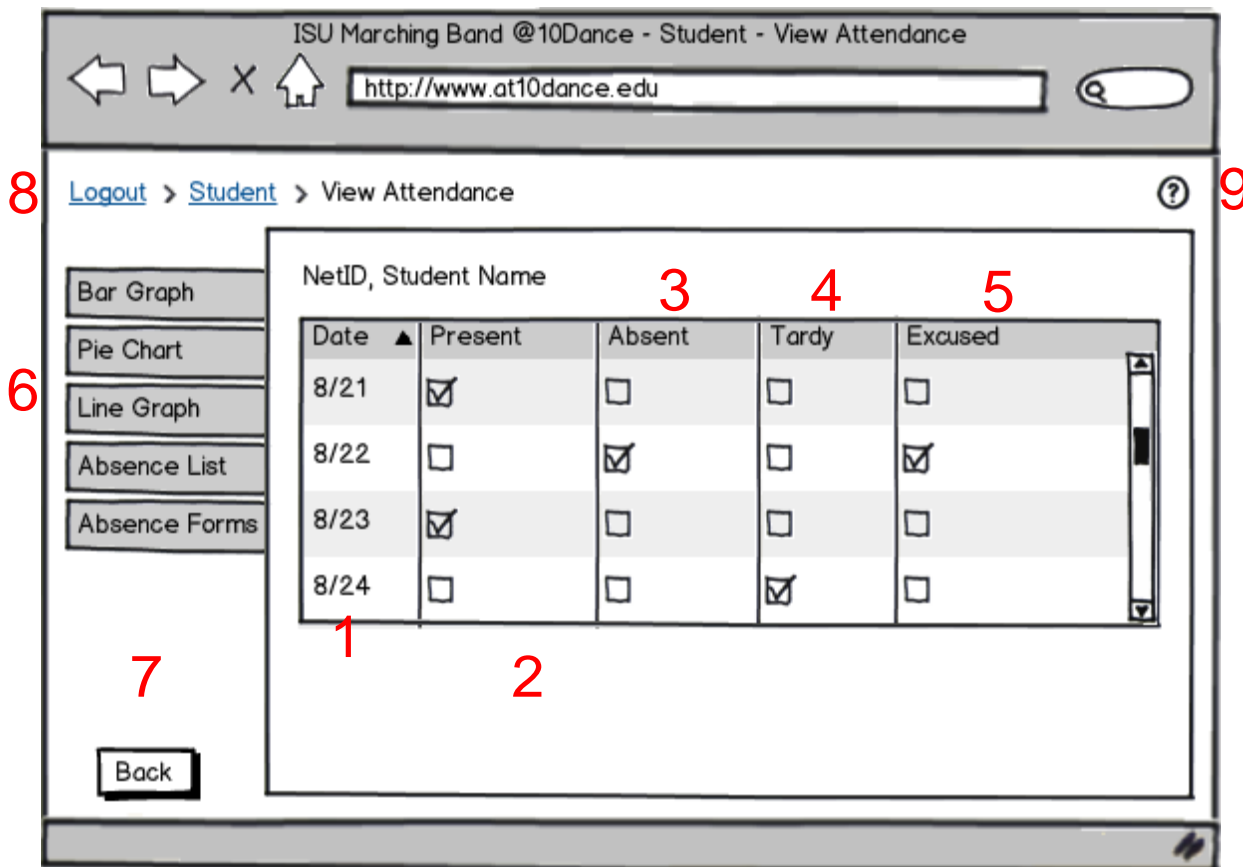 ISU Marching Band @10Dance - Student - View Attendance
http://www.at10dance.edu
8 Logout > Student > View Attendance ? 9
NetID, Student Name
3 4 5
Bar Graph
Pie Chart
6
Line Graph
Absence List
Absence Forms
Date ▲ Present Absent Tardy Excused
8/21
8/22
8/23
8/24
1
2
7
Back